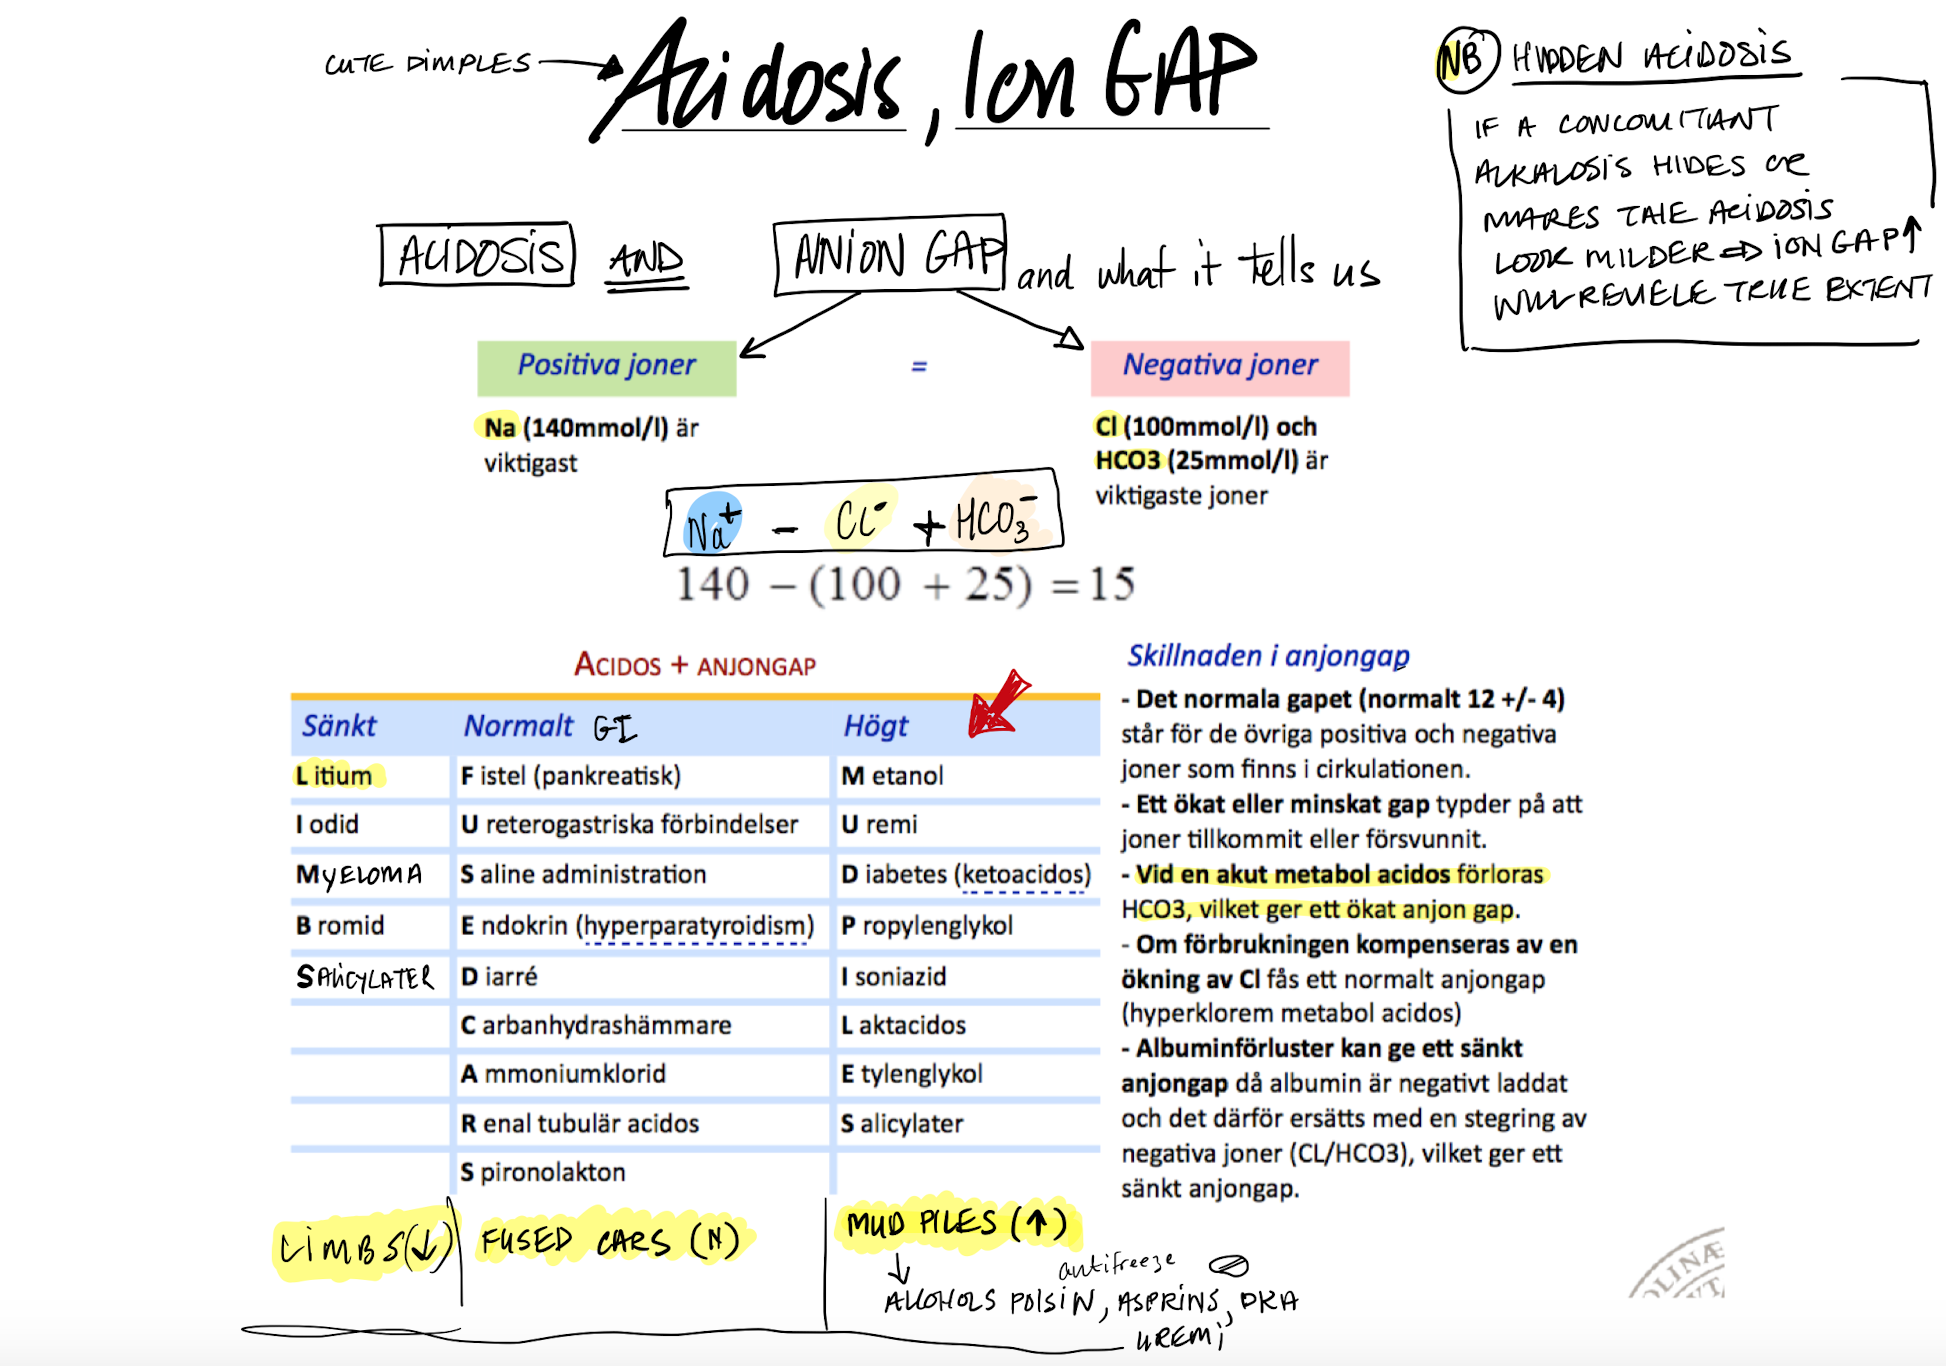 CUTE DIMPLES
Acidosis, Ion GAP
NB HIDDEN ACIDOSIS
IF A CONCOMITANT
ALKALOSIS HIDES OR
MAKES THE ACIDOSIS
LOOK MILDER ⇒ ION GAP↑
WILL REVELE TRUE EXTENT
ACIDOSIS AND ANION GAP and what it tells us
Positiva joner = Negativa joner
Na (140mmol/l) är
viktigast
Cl (100mmol/l) och
HCO3 (25mmol/l) är
viktigaste joner
Na⁺ - Cl⁻ + HCO₃⁻
140 − (100 + 25) = 15
ACIDOS + ANJONGAP
Sänkt Normalt GI Högt
L itium F istel (pankreatisk) M etanol
I odid U reterogastriska förbindelser U remi
MYELOMA S aline administration D iabetes (ketoacidos)
B romid E ndokrin (hyperparatyroidism) P ropylenglykol
SALICYLATER D iarré I soniazid
C arbanhydrashämmare L aktacidos
A mmoniumklorid E tylenglykol
R enal tubulär acidos S alicylater
S pironolakton
LIMBS (↓) FUSED CARS (N) MUD PILES (↑)
antifreeze
ALCOHOLS POISIN, ASPRINS, DKA
UREMI
Skillnaden i anjongap
- Det normala gapet (normalt 12 +/- 4)
står för de övriga positiva och negativa
joner som finns i cirkulationen.
- Ett ökat eller minskat gap typder på att
joner tillkommit eller försvunnit.
- Vid en akut metabol acidos förloras
HCO3, vilket ger ett ökat anjon gap.
- Om förbrukningen kompenseras av en
ökning av Cl fås ett normalt anjongap
(hyperklorem metabol acidos)
- Albuminförluster kan ge ett sänkt
anjongap då albumin är negativt laddat
och det därför ersätts med en stegring av
negativa joner (CL/HCO3), vilket ger ett
sänkt anjongap.
OLINÆ